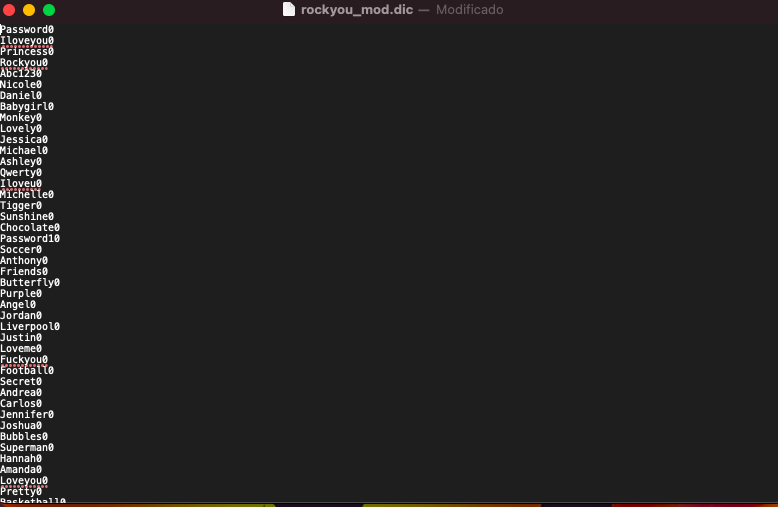 rockyou_mod.dic — Modificado
Password0
Iloveyou0
Princess0
Rockyou0
Abc1230
Nicole0
Daniel0
Babygirl0
Monkey0
Lovely0
Jessica0
Michael0
Ashley0
Qwerty0
Iloveu0
Michelle0
Tigger0
Sunshine0
Chocolate0
Password10
Soccer0
Anthony0
Friends0
Butterfly0
Purple0
Angel0
Jordan0
Liverpool0
Justin0
Loveme0
Fuckyou0
Football0
Secret0
Andrea0
Carlos0
Jennifer0
Joshua0
Bubbles0
Superman0
Hannah0
Amanda0
Loveyou0
Pretty0
Basketball0